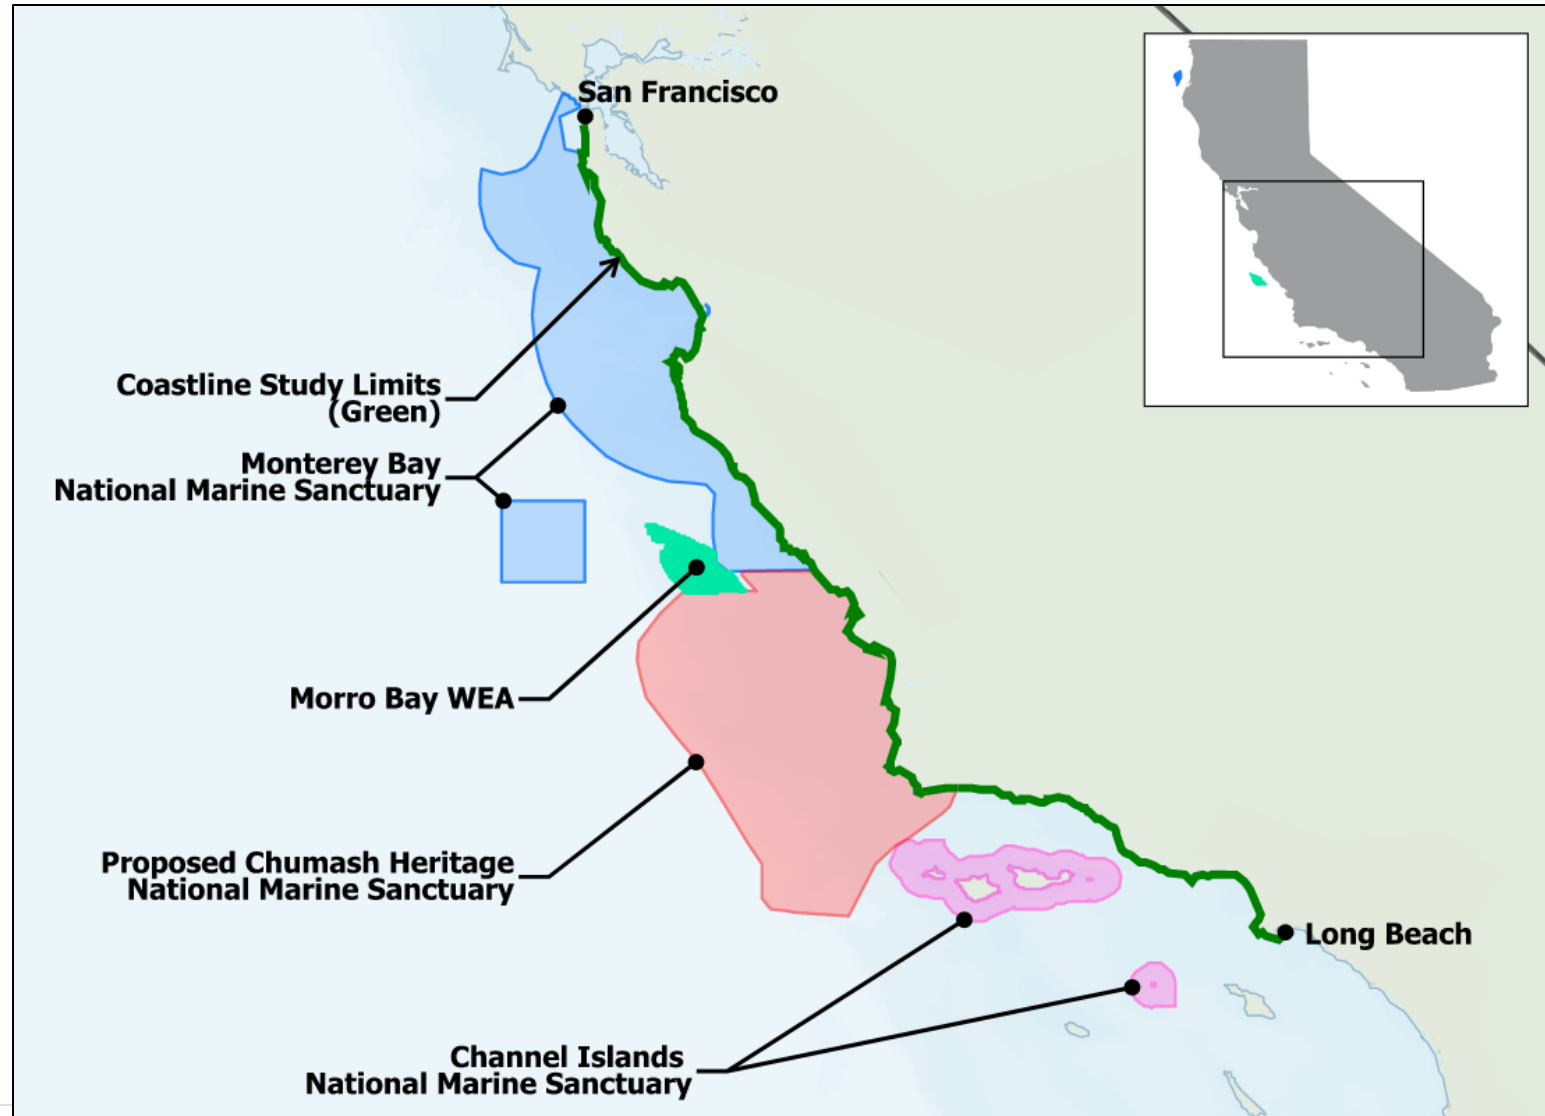 San Francisco
Coastline Study Limits
(Green)
Monterey Bay
National Marine Sanctuary
Morro Bay WEA
Proposed Chumash Heritage
National Marine Sanctuary
Long Beach
Channel Islands
National Marine Sanctuary